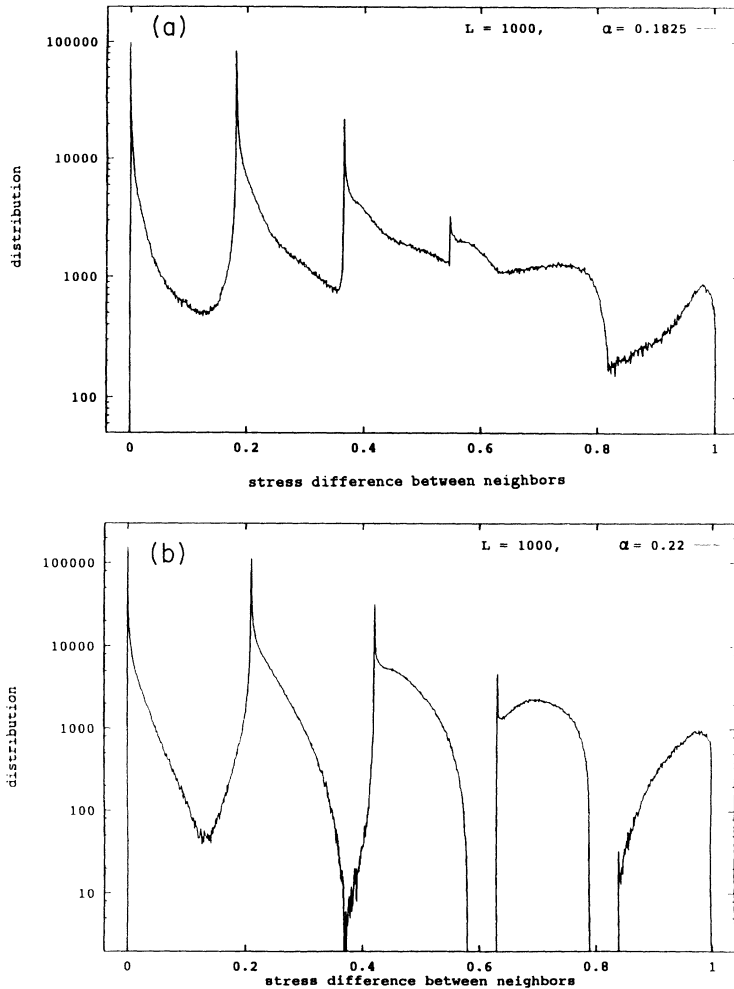 (a)
L = 1000, α = 0.1825
distribution
100000
10000
1000
100
0 0.2 0.4 0.6 0.8 1
stress difference between neighbors
(b)
L = 1000, α = 0.22
distribution
100000
10000
1000
100
10
0 0.2 0.4 0.6 0.8 1
stress difference between neighbors